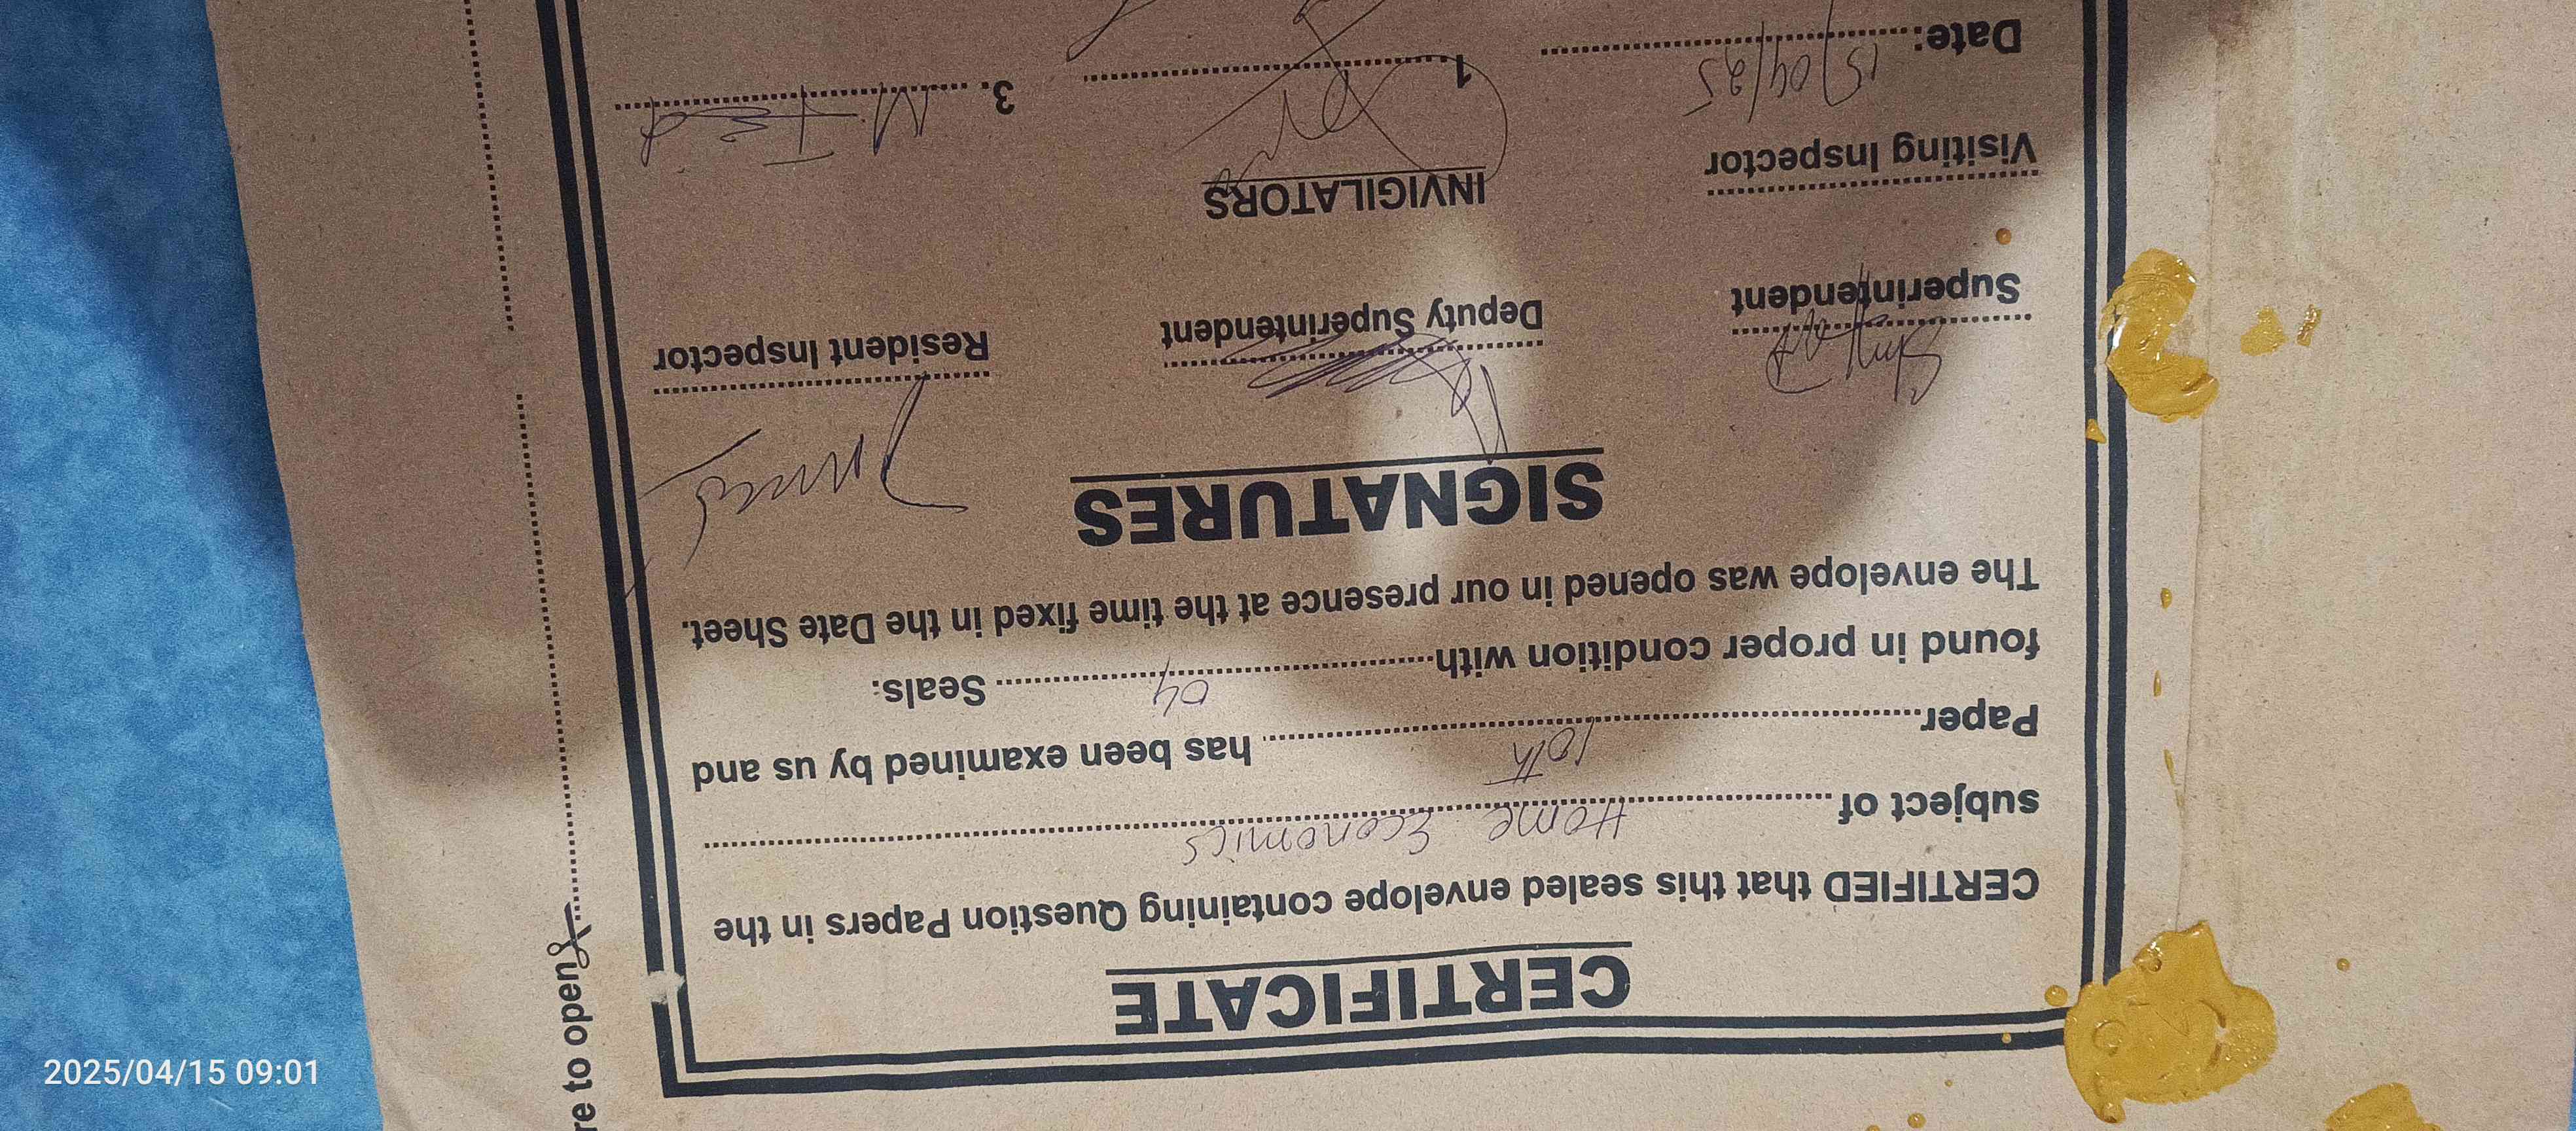 CERTIFICATE
CERTIFIED that this sealed envelope containing Question Papers in the
subject of Home Economics
Paper 10th has been examined by us and
found in proper condition with 04 Seals.
The envelope was opened in our presence at the time fixed in the Date Sheet.
SIGNATURES
Superintendent Deputy Superintendent Resident Inspector
Visiting Inspector INVIGILATORS
Date: 15/04/25 1. 3.
re to open
2025/04/15 09:01